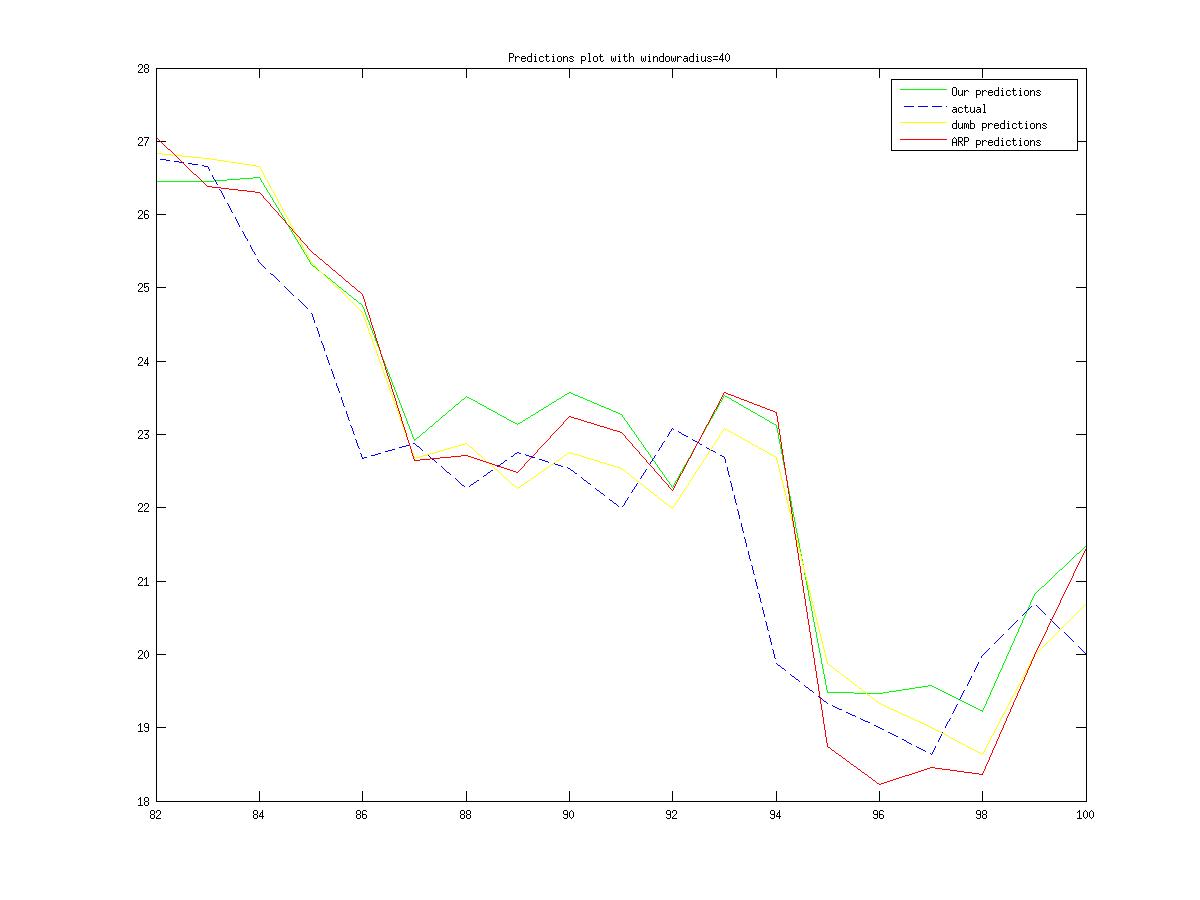 Predictions plot with windowradius=40
28
27
26
25
24
23
22
21
20
19
18
Our predictions
actual
dumb predictions
ARP predictions
82 84 86 88 90 92 94 96 98 100